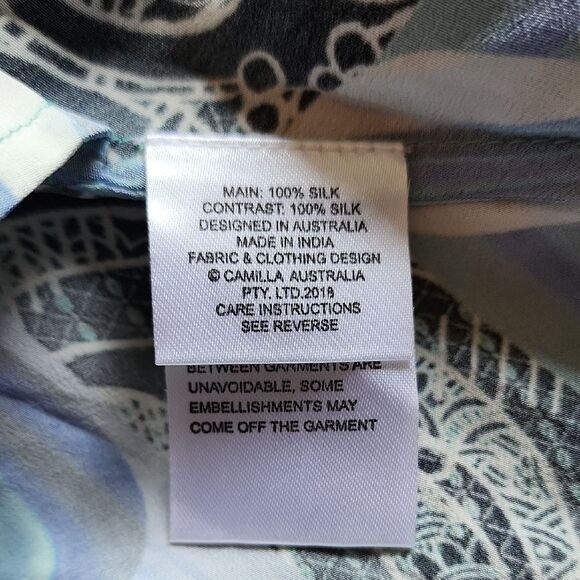 MAIN: 100% SILK
CONTRAST: 100% SILK
DESIGNED IN AUSTRALIA
MADE IN INDIA
FABRIC & CLOTHING DESIGN
© CAMILLA AUSTRALIA
PTY. LTD.2018
CARE INSTRUCTIONS
SEE REVERSE
BETWEEN GARMENTS ARE
UNAVOIDABLE, SOME
EMBELLISHMENTS MAY
COME OFF THE GARMENT